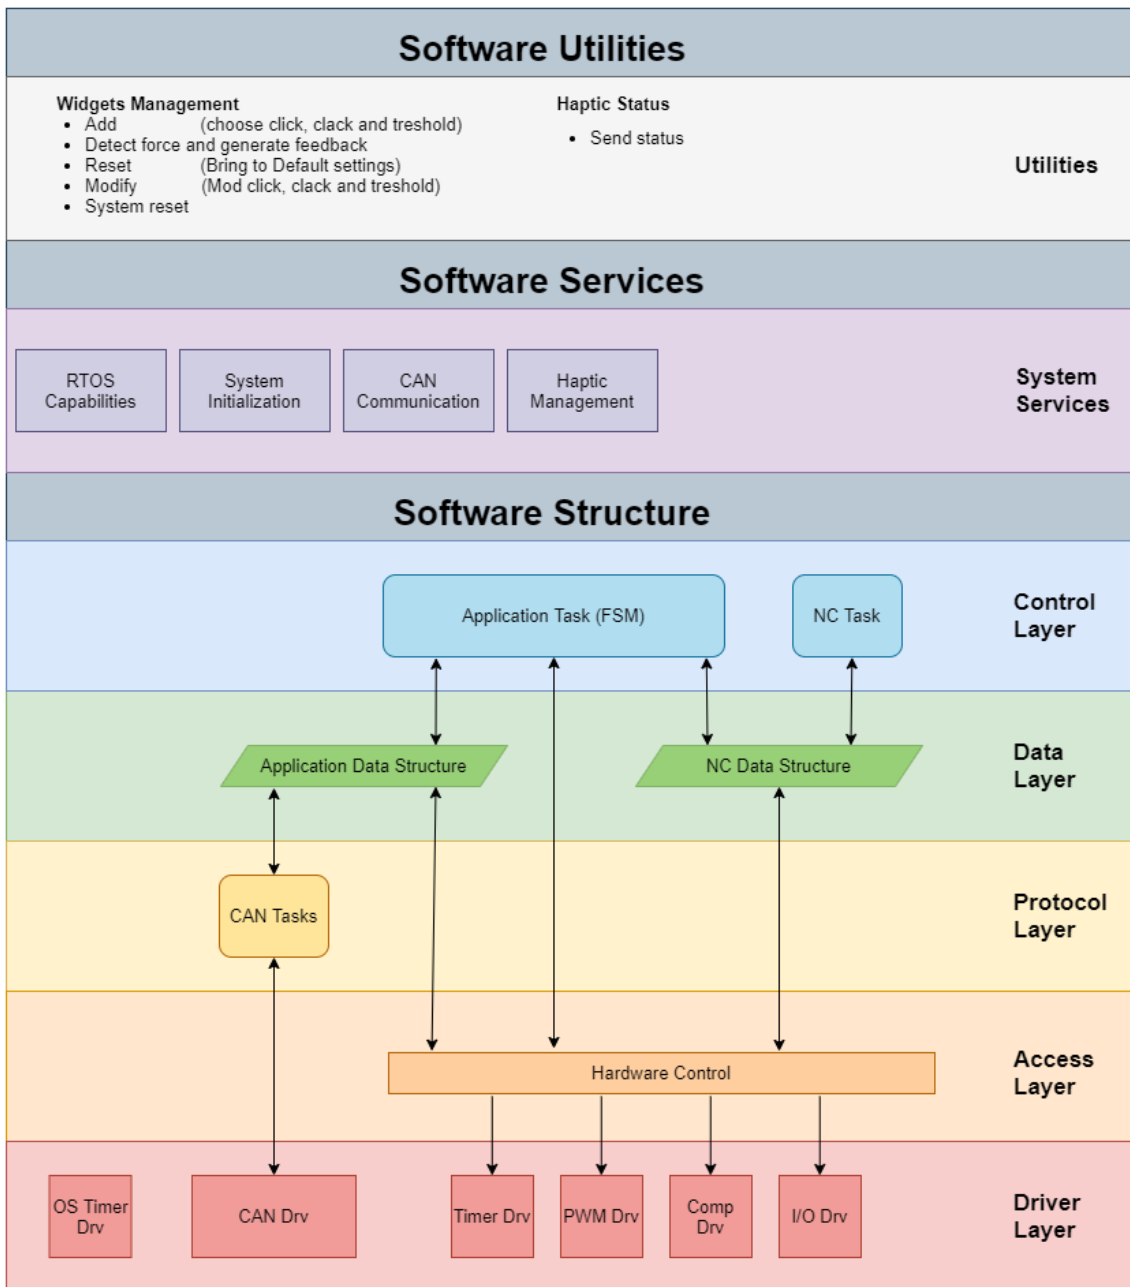 Software Utilities
Widgets Management
• Add (choose click, clack and treshold)
• Detect force and generate feedback
• Reset (Bring to Default settings)
• Modify (Mod click, clack and treshold)
• System reset
Haptic Status
• Send status
Utilities
Software Services
RTOS
Capabilities
System
Initialization
CAN
Communication
Haptic
Management
System
Services
Software Structure
Application Task (FSM)
NC Task
Control
Layer
Application Data Structure
NC Data Structure
Data
Layer
CAN Tasks
Protocol
Layer
Hardware Control
Access
Layer
OS Timer
Drv
CAN Drv
Timer Drv
PWM Drv
Comp
Drv
I/O Drv
Driver
Layer